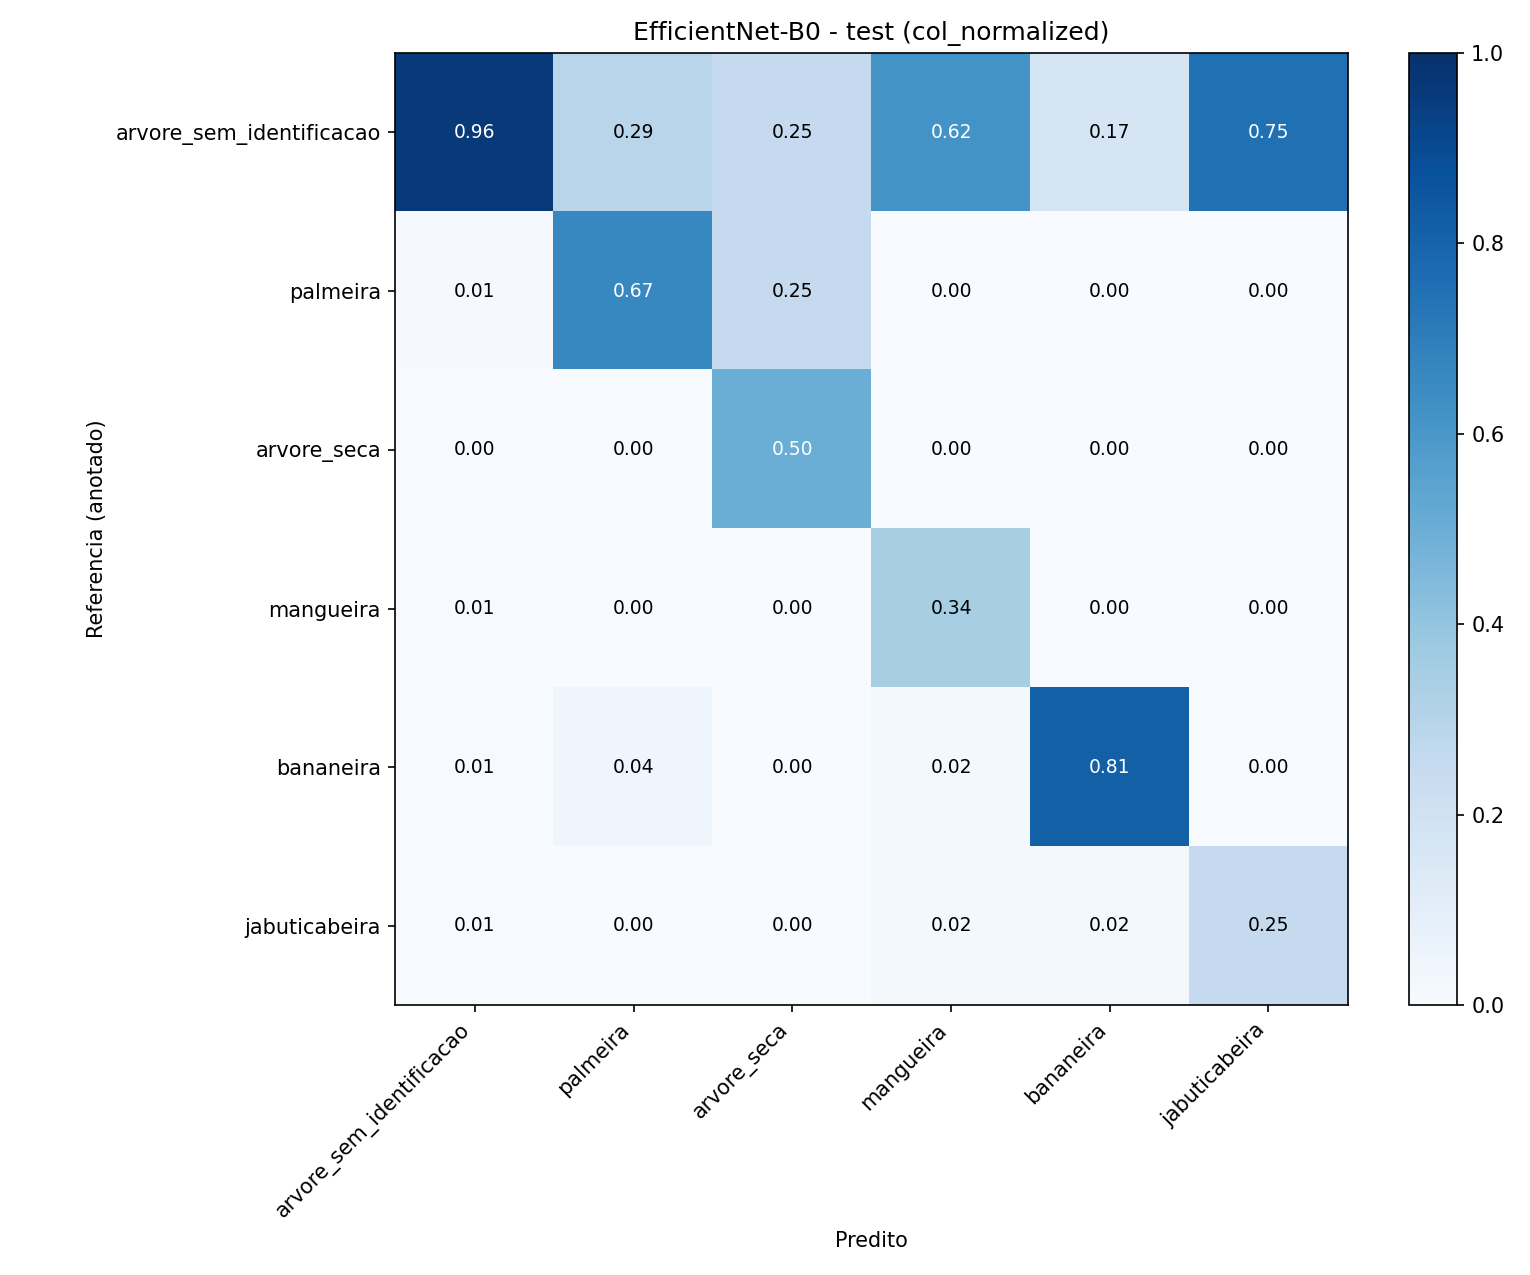 EfficientNet-B0 - test (col_normalized)
arvore_sem_identificacao 0.96 0.29 0.25 0.62 0.17 0.75
palmeira 0.01 0.67 0.25 0.00 0.00 0.00
arvore_seca 0.00 0.00 0.50 0.00 0.00 0.00
mangueira 0.01 0.00 0.00 0.34 0.00 0.00
bananeira 0.01 0.04 0.00 0.02 0.81 0.00
jabuticabeira 0.01 0.00 0.00 0.02 0.02 0.25
Referencia (anotado)
arvore_sem_identificacao palmeira arvore_seca mangueira bananeira jabuticabeira
Predito
1.0
0.8
0.6
0.4
0.2
0.0